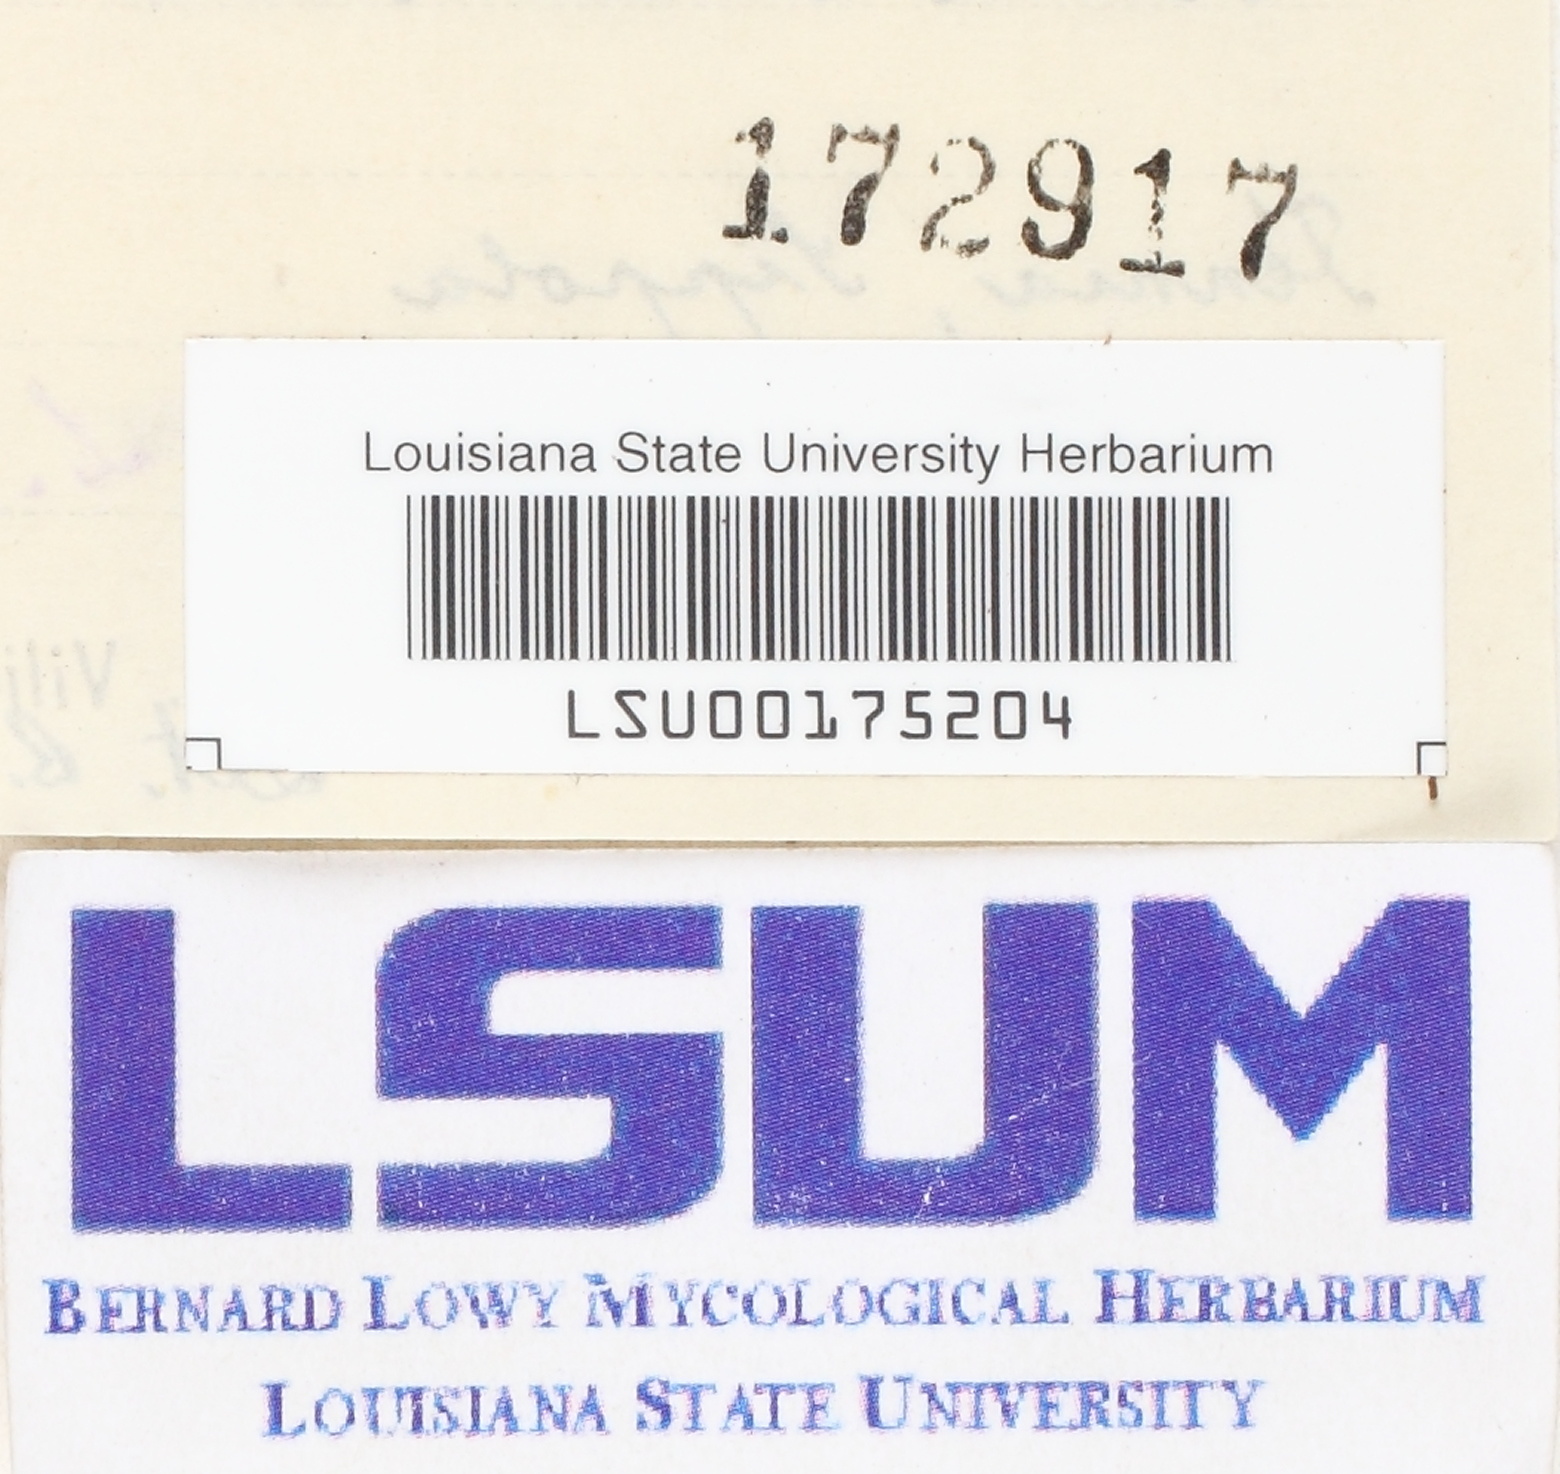 172917
Louisiana State University Herbarium
LSU00175204
LSUM
BERNARD LOWY MYCOLOGICAL HERBARIUM
LOUISIANA STATE UNIVERSITY